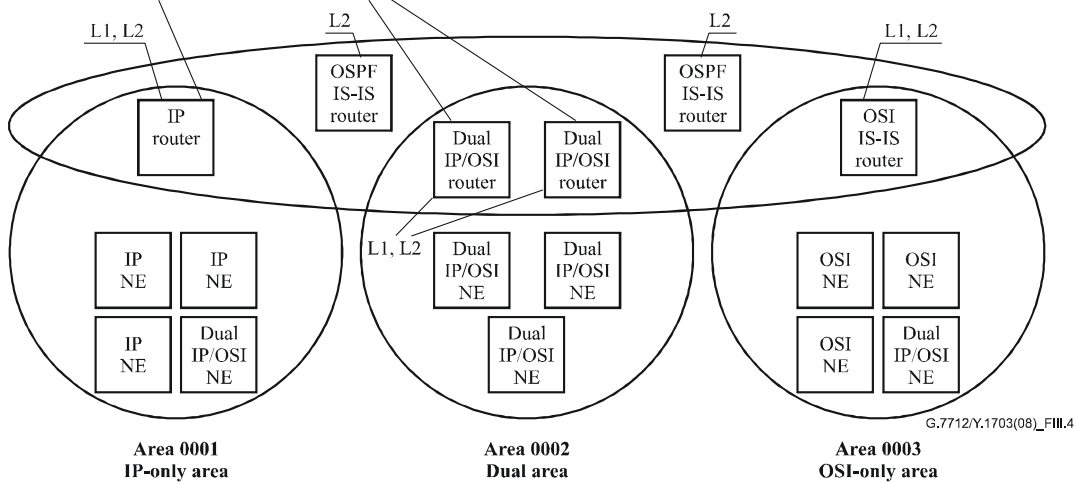 L1, L2
L2
L2
L1, L2
IP
router
OSPF
IS-IS
router
Dual
IP/OSI
router
Dual
IP/OSI
router
OSPF
IS-IS
router
OSI
IS-IS
router
L1, L2
IP
NE
IP
NE
IP
NE
Dual
IP/OSI
NE
Dual
IP/OSI
NE
Dual
IP/OSI
NE
Dual
IP/OSI
NE
OSI
NE
OSI
NE
OSI
NE
Dual
IP/OSI
NE
G.7712/Y.1703(08)_FIII.4
Area 0001
IP-only area
Area 0002
Dual area
Area 0003
OSI-only area